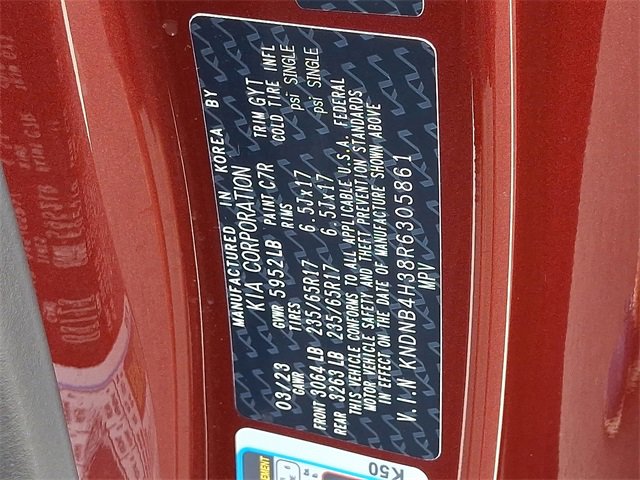 MANUFACTURED IN KOREA BY
KIA CORPORATION
03/23 GVWR 5952LB PAINT C7R TRIM GYT
GAWR TIRES RIMS COLD TIRE INFL
FRONT 3064 LB 235/65R17 6.5Jx17 psi SINGLE
REAR 3263 LB 235/65R17 6.5Jx17 psi SINGLE
THIS VEHICLE CONFORMS TO ALL APPLICABLE U.S.A. FEDERAL
MOTOR VEHICLE SAFETY AND THEFT PREVENTION STANDARDS
IN EFFECT ON THE DATE OF MANUFACTURE SHOWN ABOVE
V.I.N KNDNB4H38R6305861
MPV
K50